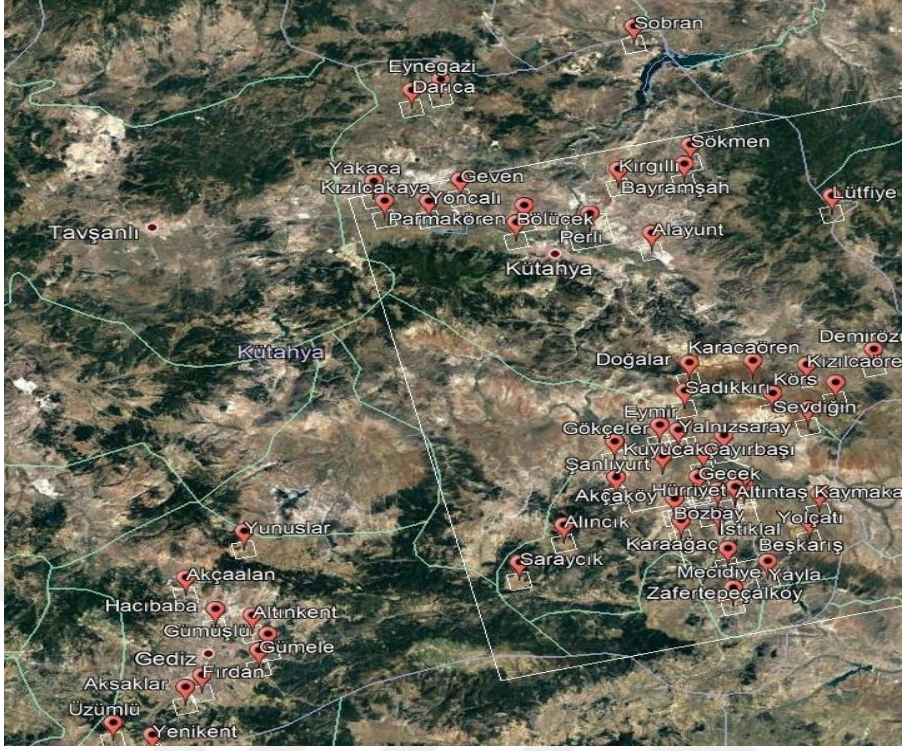 Sobran
Eynegazi
Darıca
Sökmen
Kırgıllı
Bayramşah
Yakaca
Geven
Kızılcakaya
Yoncalı
Lütfiye
Parmakören
Bölücek
Perli
Alayunt
Tavşanlı
Kütahya
Kütahya
Demirözü
Doğalar
Karacaören
Kızılcaören
Sadıkkırı
Körs
Sevdiğin
Eymir
Gökçeler
Yalnızsaray
Kuyucak
Çayırbaşı
Şanlıyurt
Gecek
Akçaköy
Hürriyet
Altıntaş
Kaymaka
Bozbay
Alıncık
İstiklal
Yolçatı
Yunuslar
Karaağaç
Beşkarış
Saraycık
Mecidiye
Yayla
Akçaalan
Zafertepeçalköy
Hacıbaba
Altınkent
Gümüşlü
Gümele
Gediz
Fırdan
Aksaklar
Üzümlü
Yenikent